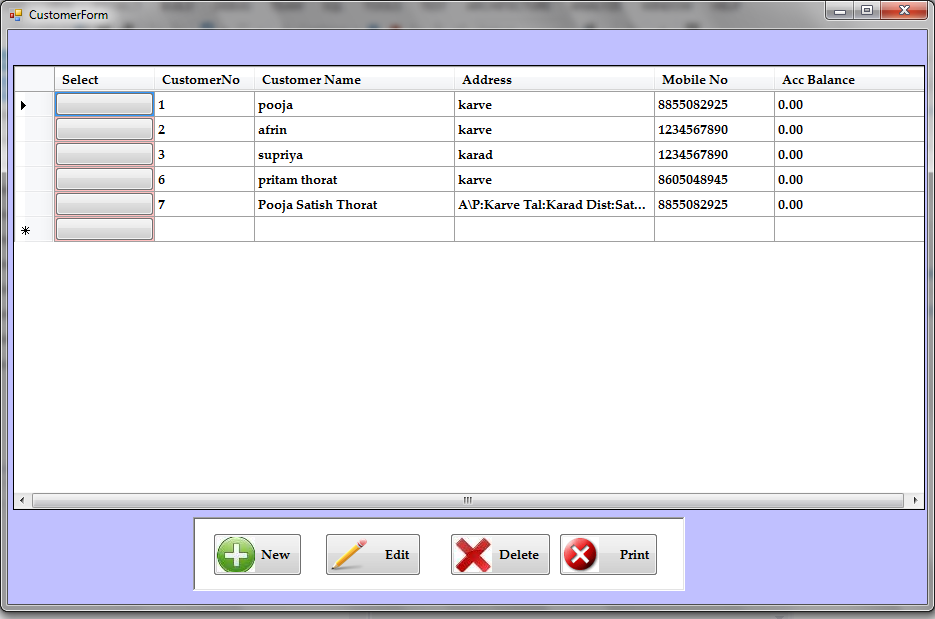 CustomerForm
Select CustomerNo Customer Name Address Mobile No Acc Balance
1 pooja karve 8855082925 0.00
2 afrin karve 1234567890 0.00
3 supriya karad 1234567890 0.00
6 pritam thorat karve 8605048945 0.00
7 Pooja Satish Thorat A\P:Karve Tal:Karad Dist:Sat... 8855082925 0.00
New Edit Delete Print